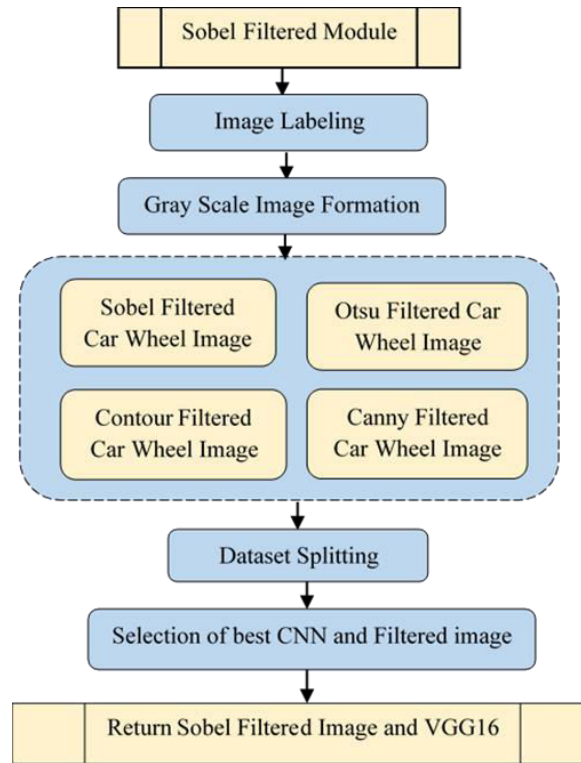 Sobel Filtered Module
Image Labeling
Gray Scale Image Formation
Sobel Filtered
Car Wheel Image
Otsu Filtered Car
Wheel Image
Contour Filtered
Car Wheel Image
Canny Filtered
Car Wheel Image
Dataset Splitting
Selection of best CNN and Filtered image
Return Sobel Filtered Image and VGG16